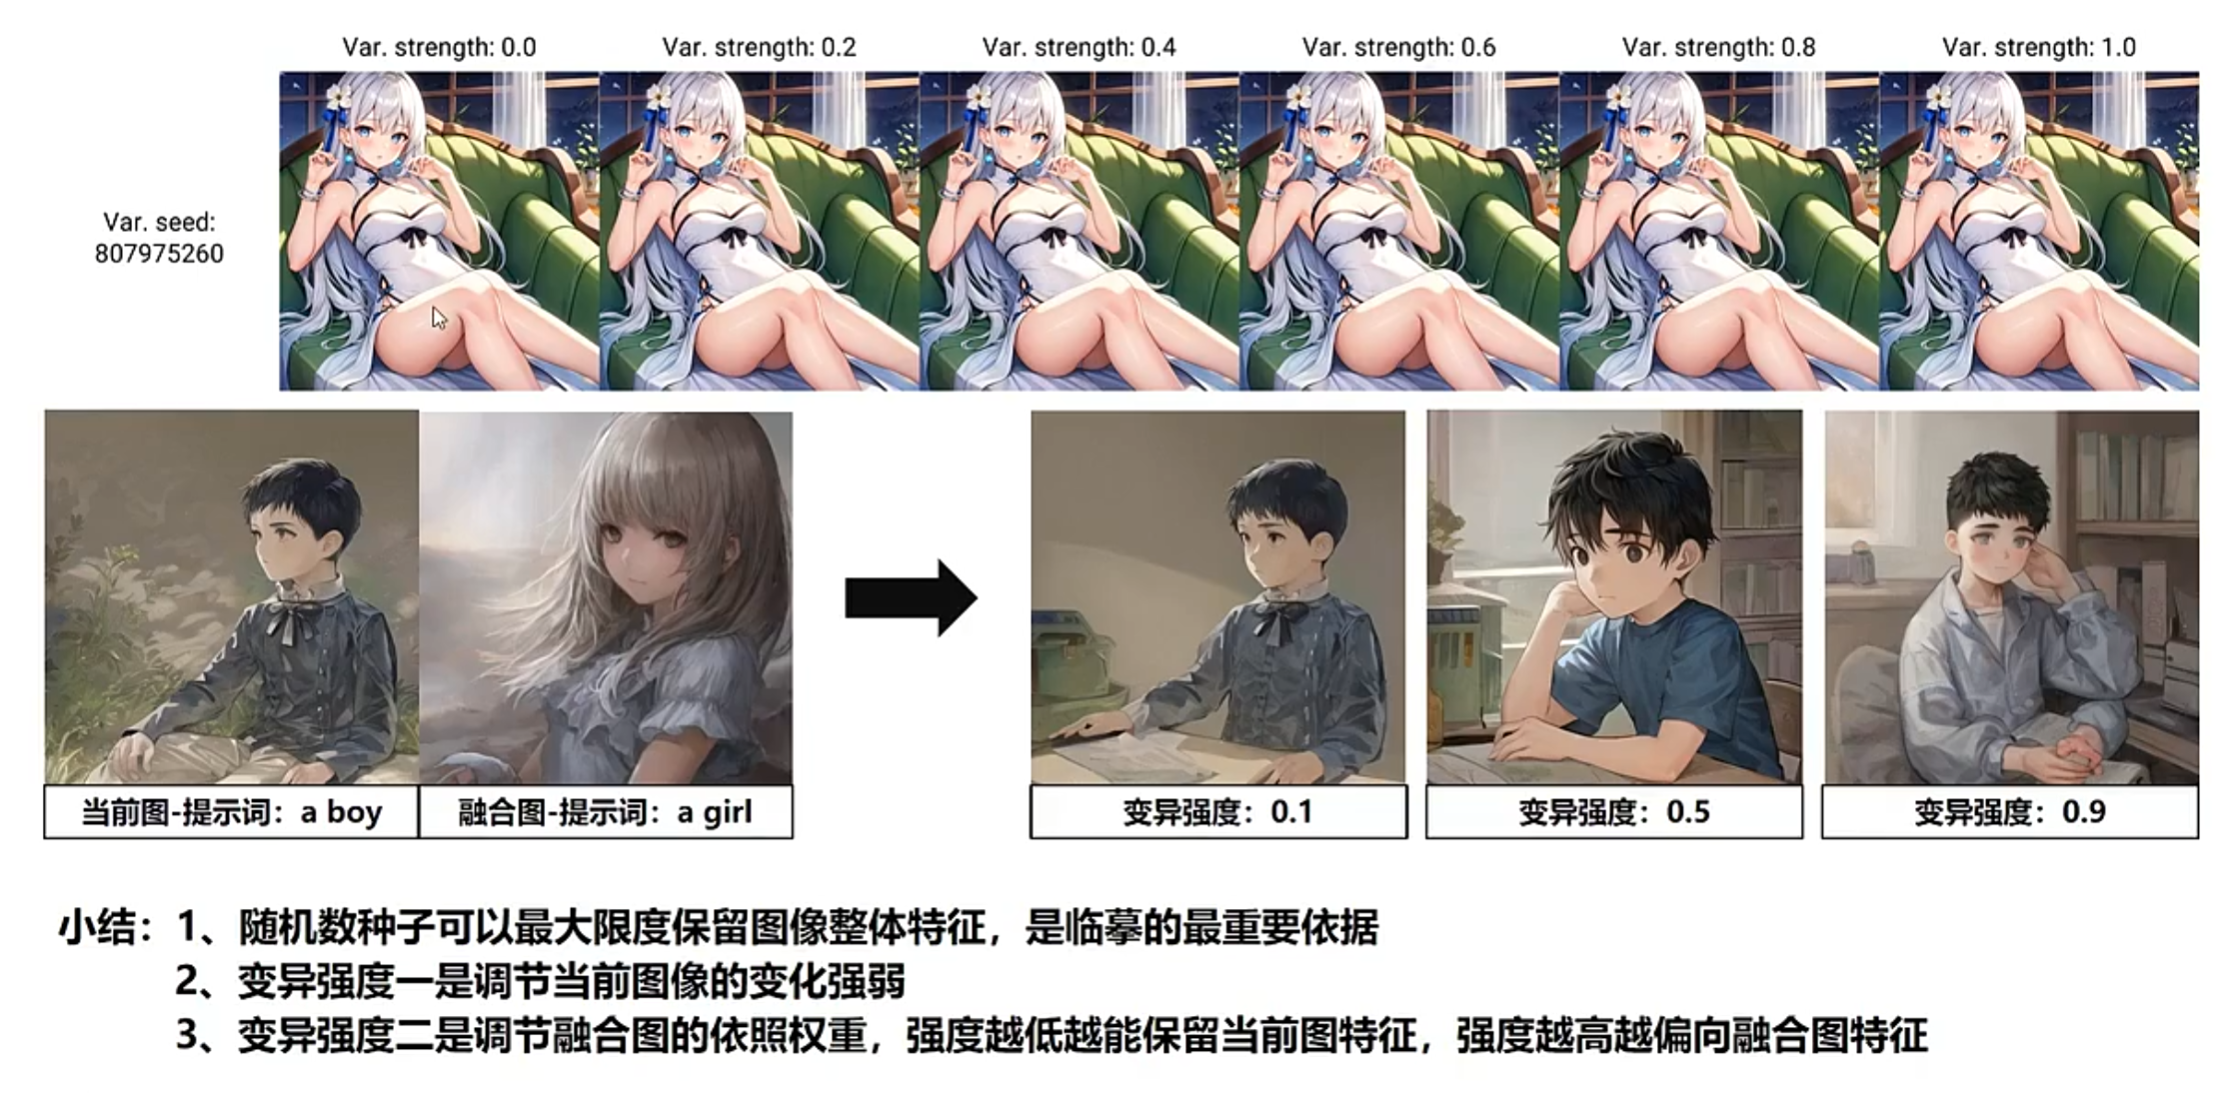 Var. strength: 0.0
Var. strength: 0.2
Var. strength: 0.4
Var. strength: 0.6
Var. strength: 0.8
Var. strength: 1.0
Var. seed:
807975260
当前图-提示词：a boy
融合图-提示词：a girl
变异强度：0.1
变异强度：0.5
变异强度：0.9
小结：1、随机数种子可以最大限度保留图像整体特征，是临摹的最重要依据
2、变异强度一是调节当前图像的变化强弱
3、变异强度二是调节融合图的依照权重，强度越低越能保留当前图特征，强度越高越偏向融合图特征